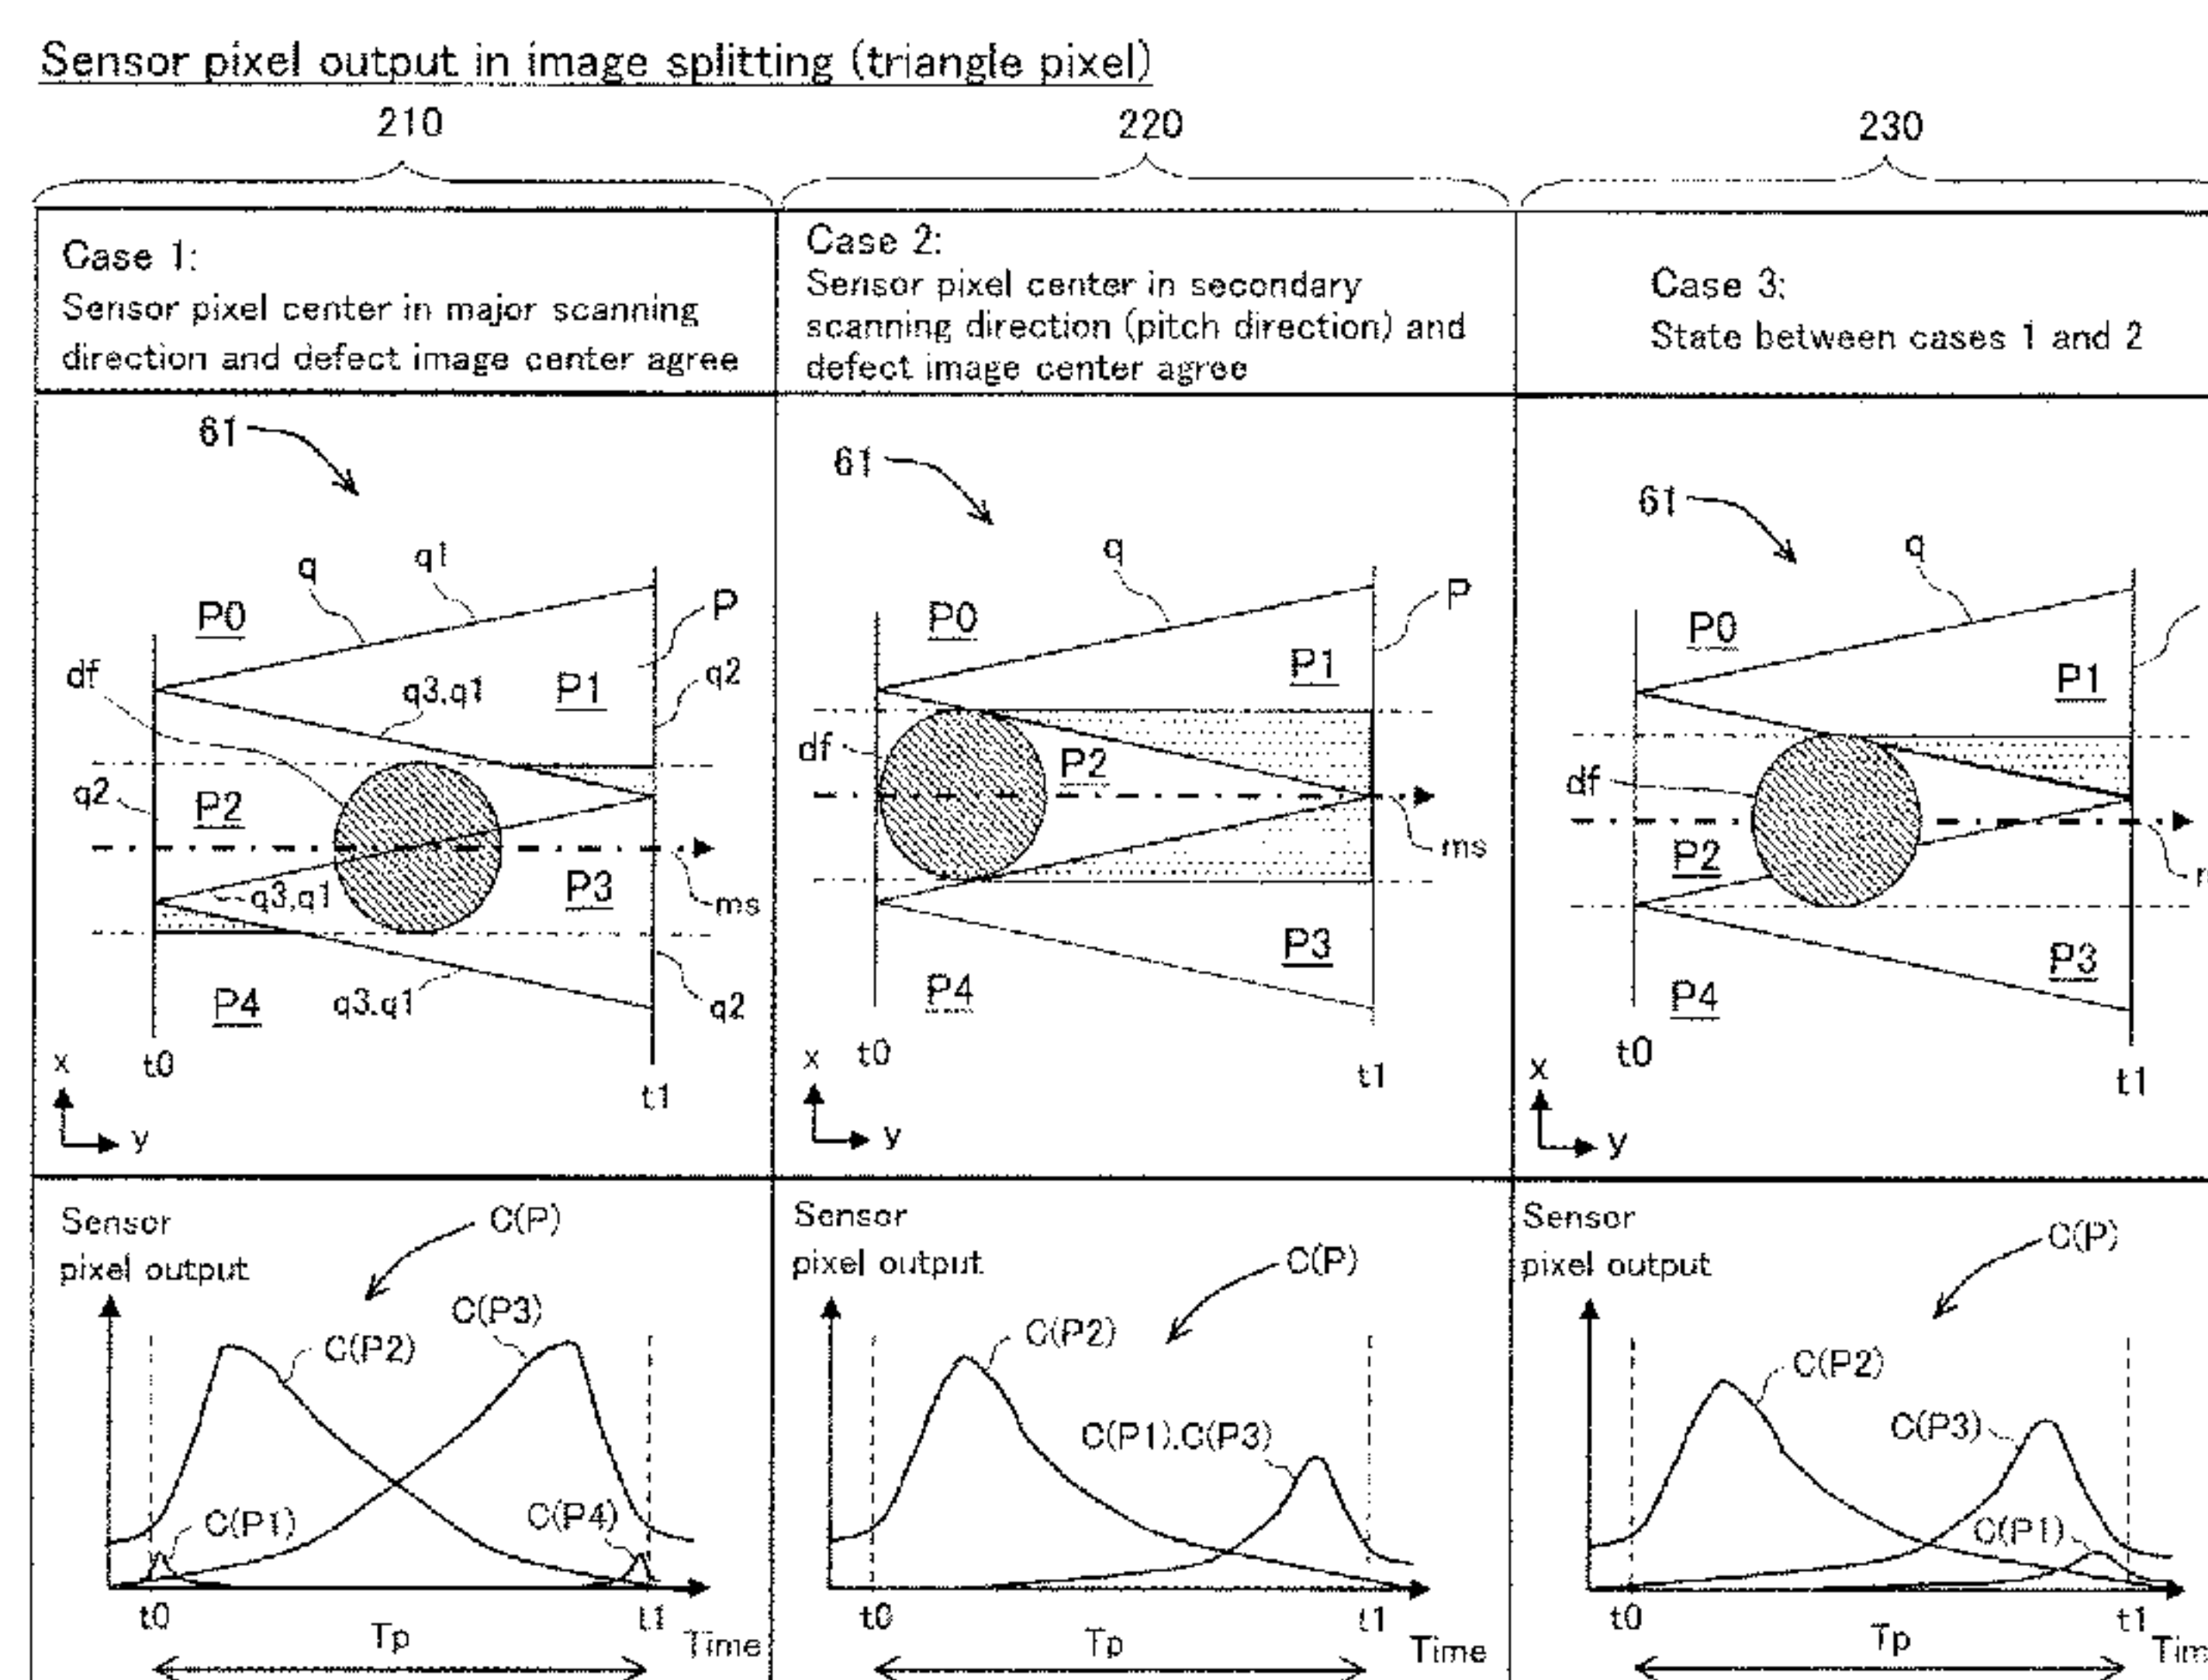 Sensor pixel output in image splitting (triangle pixel)
210
220
230
Case 1:
Sensor pixel center in major scanning
direction and defect image center agree
Case 2:
Sensor pixel center in secondary
scanning direction (pitch direction) and
defect image center agree
Case 3:
State between cases 1 and 2
61
q
q1
P0
P
df
q3,q1
P1
q2
q2
P2
q3,q1
P3
ms
P4
q3,q1
q2
t0
t1
x
y
61
q
P0
P
P1
df
P2
ms
P3
P4
t0
t1
x
y
61
q
P0
P1
df
P2
P3
P4
t0
t1
x
y
Sensor
pixel output
C(P)
C(P3)
C(P2)
C(P1)
C(P4)
t0
t1
Tp
Time
Sensor
pixel output
C(P)
C(P2)
C(P1).C(P3)
t0
t1
Tp
Time
Sensor
pixel output
C(P)
C(P2)
C(P3)
C(P1)
t0
t1
Tp